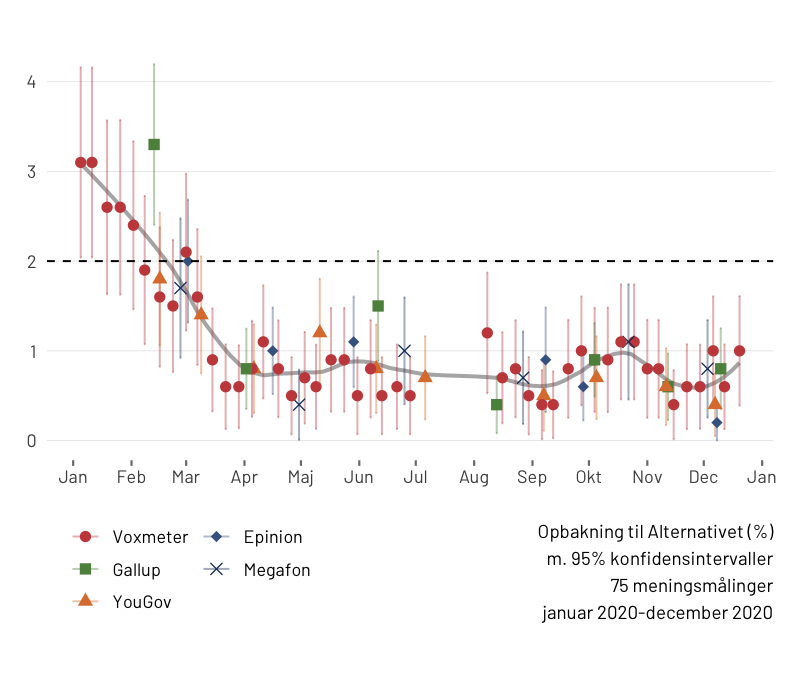 4
3
2
1
0
Jan Feb Mar Apr Maj Jun Jul Aug Sep Okt Nov Dec Jan
Voxmeter Epinion
Gallup Megafon
YouGov
Opbakning til Alternativet (%)
m. 95% konfidensintervaller
75 meningsmålinger
januar 2020-december 2020